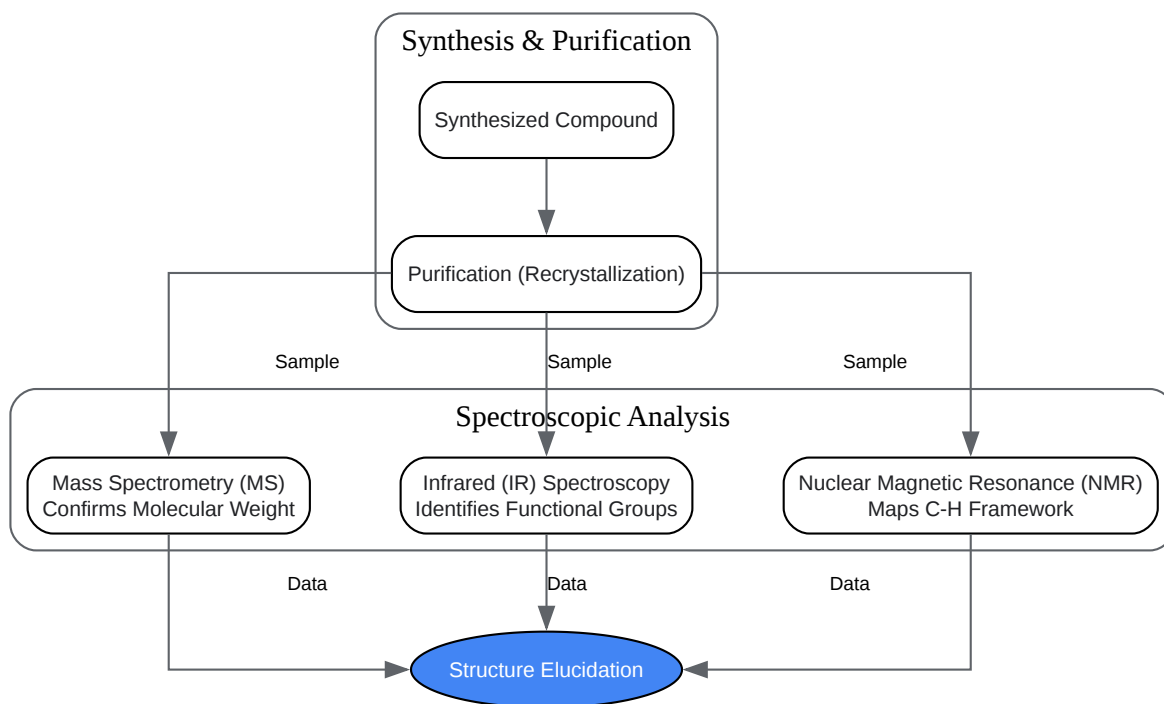 Synthesis & Purification
Synthesized Compound
Purification (Recrystallization)
Sample
Sample
Sample
Spectroscopic Analysis
Mass Spectrometry (MS)
Confirms Molecular Weight
Infrared (IR) Spectroscopy
Identifies Functional Groups
Nuclear Magnetic Resonance (NMR)
Maps C-H Framework
Data
Data
Data
Structure Elucidation